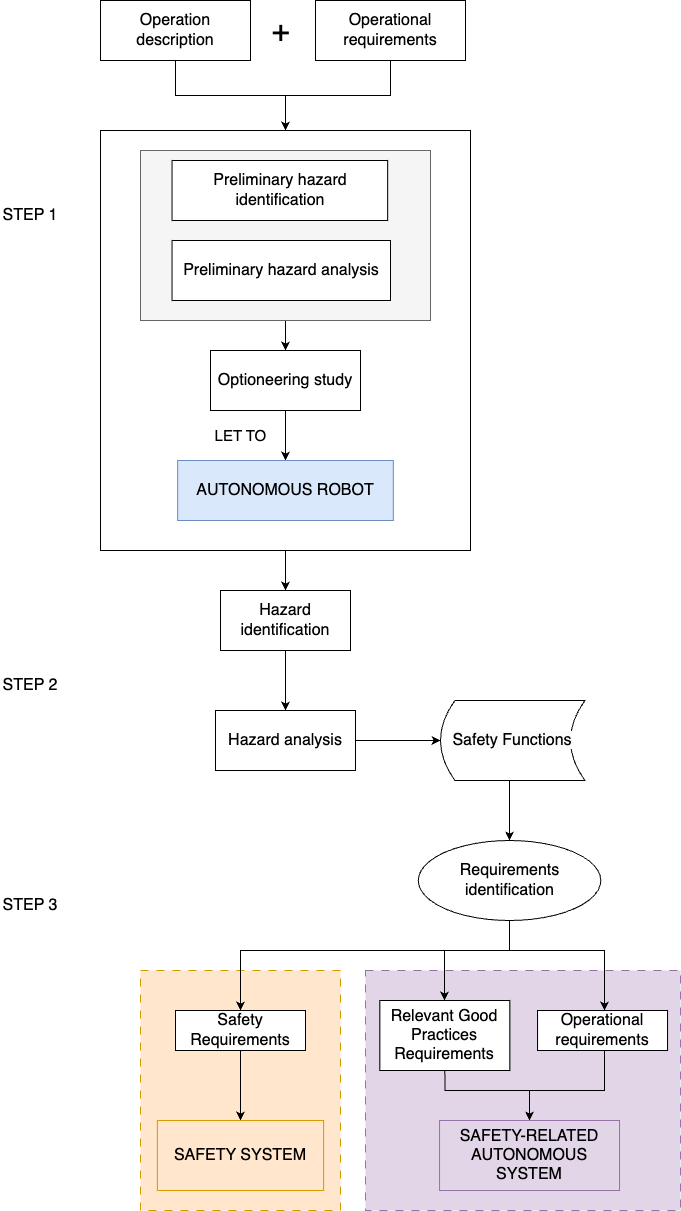 Operation
description
+
Operational
requirements
STEP 1
Preliminary hazard
identification
Preliminary hazard analysis
Optioneering study
LET TO
AUTONOMOUS ROBOT
Hazard
identification
STEP 2
Hazard analysis
Safety Functions
Requirements
identification
STEP 3
Safety
Requirements
Relevant Good
Practices
Requirements
Operational
requirements
SAFETY SYSTEM
SAFETY-RELATED
AUTONOMOUS
SYSTEM